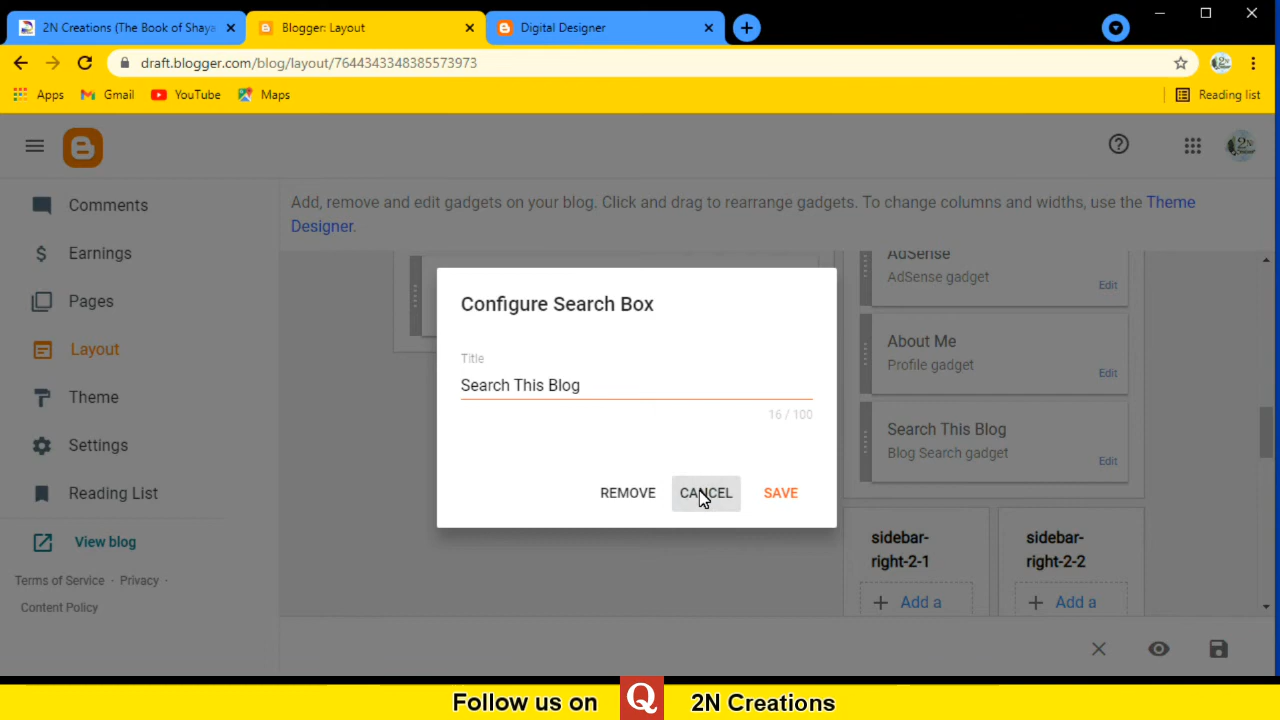 2N Creations (The Book of Shaya
Blogger: Layout
Digital Designer
draft.blogger.com/blog/layout/7644343348385573973
Apps
Gmail
YouTube
Maps
Reading list
Add, remove and edit gadgets on your blog. Click and drag to rearrange gadgets. To change columns and widths, use the Theme
Designer.
Comments
Earnings
Pages
Layout
Theme
Settings
Reading List
View blog
Terms of Service · Privacy ·
Content Policy
Configure Search Box
Title
Search This Blog
16 / 100
REMOVE
CANCEL
SAVE
AdSense
AdSense gadget
Edit
About Me
Profile gadget
Edit
Search This Blog
Blog Search gadget
Edit
sidebar-
right-2-1
+ Add a
sidebar-
right-2-2
+ Add a
Follow us on Q 2N Creations